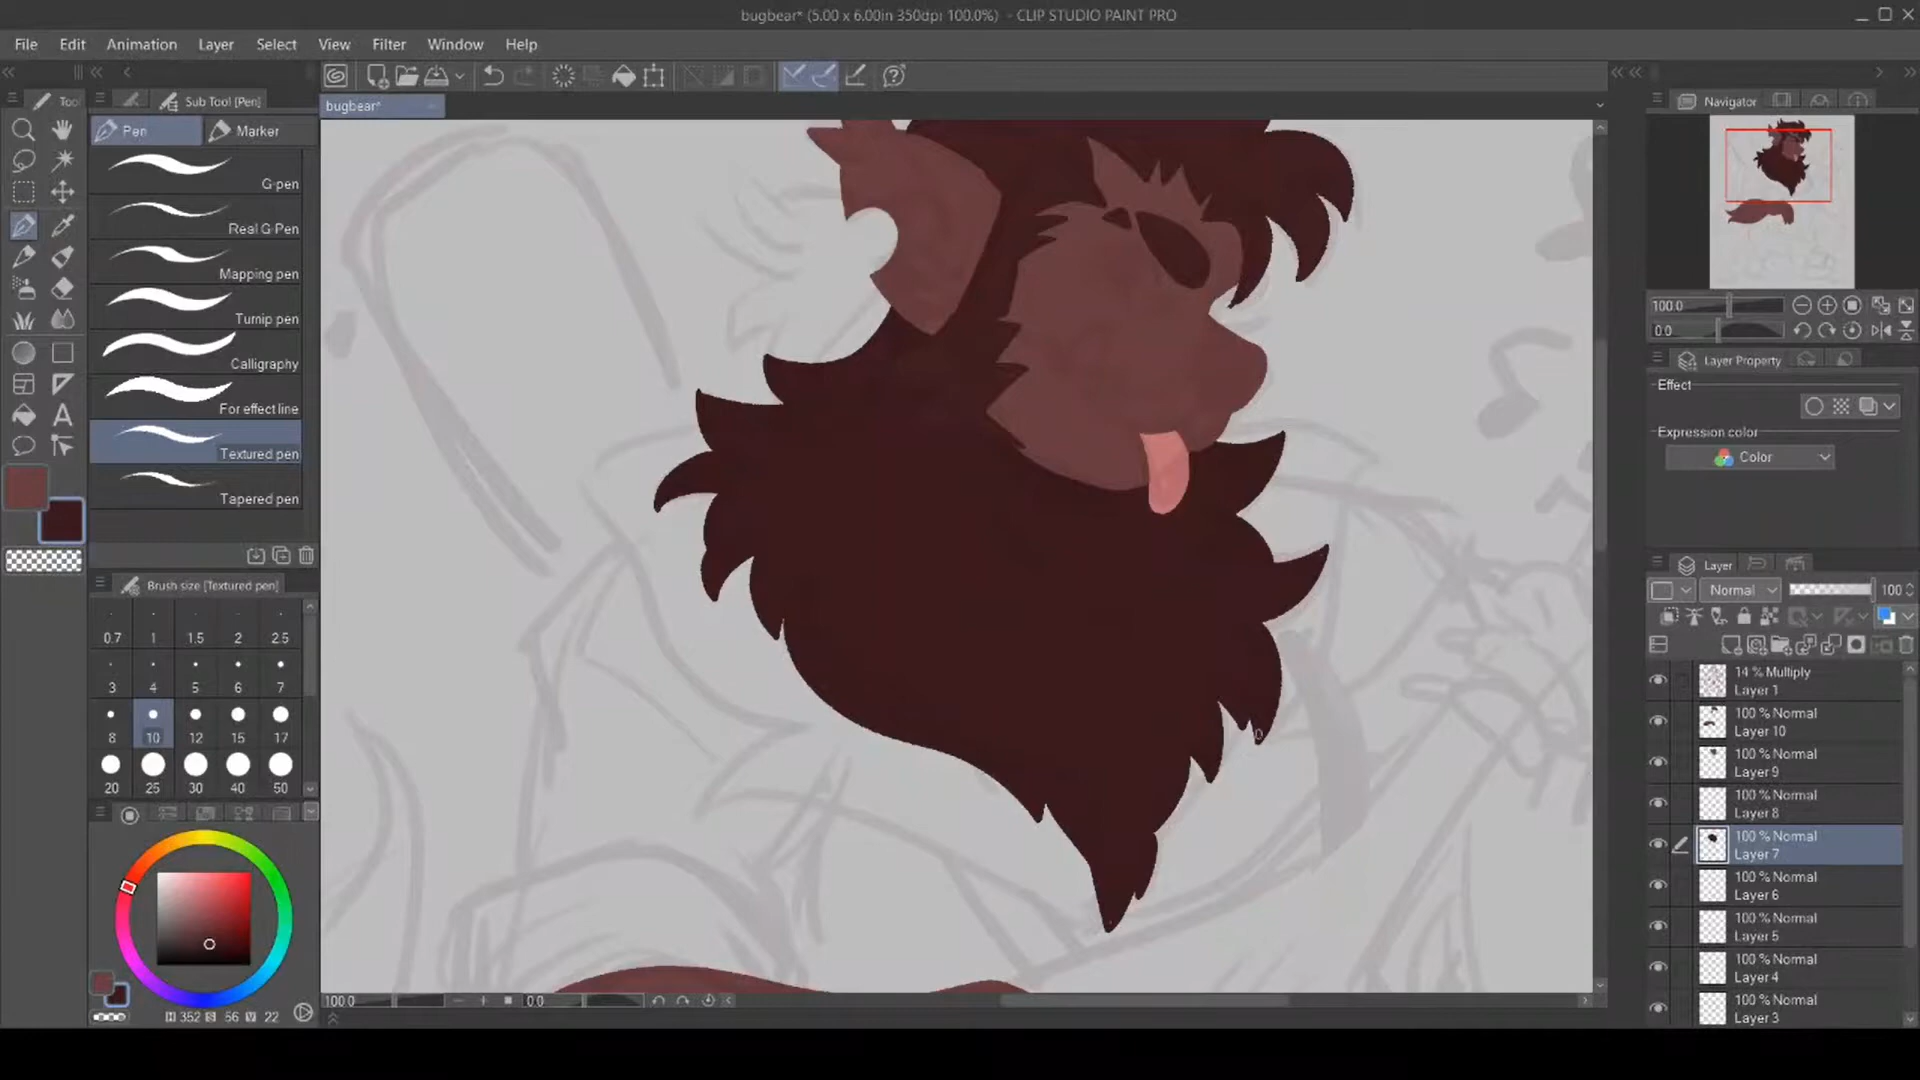 bugbear* (5.00 x 6.00in 350dpi 100.0%) - CLIP STUDIO PAINT PRO
File Edit Animation Layer Select View Filter Window Help
Sub Tool [Pen]
bugbear*
Navigator
Pen Marker
G-pen
Real G-Pen
Mapping pen
Turnip pen
Calligraphy
For effect line
Textured pen
Tapered pen
Brush size [Textured pen]
0.7 1 1.5 2 2.5
3 4 5 6 7
8 10 12 15 17
20 25 30 40 50
H 352 S 56 V 22
100.0 0.0
100.0
0.0
Layer Property
Effect
Expression color
Color
Layer
Normal 100
14 % Multiply
Layer 1
100 % Normal
Layer 10
100 % Normal
Layer 9
100 % Normal
Layer 8
100 % Normal
Layer 7
100 % Normal
Layer 6
100 % Normal
Layer 5
100 % Normal
Layer 4
100 % Normal
Layer 3